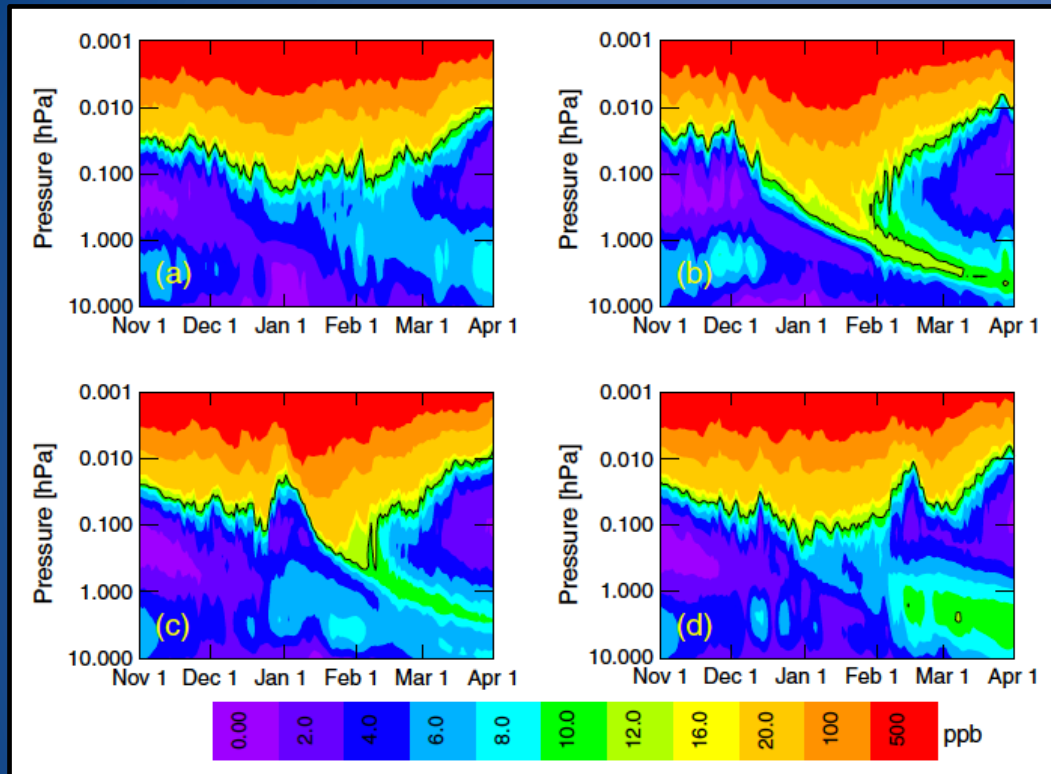 0.001
0.010
0.100
1.000
10.000
Pressure [hPa]
(a)
Nov 1 Dec 1 Jan 1 Feb 1 Mar 1 Apr 1
0.001
0.010
0.100
1.000
10.000
Pressure [hPa]
(b)
Nov 1 Dec 1 Jan 1 Feb 1 Mar 1 Apr 1
0.001
0.010
0.100
1.000
10.000
Pressure [hPa]
(c)
Nov 1 Dec 1 Jan 1 Feb 1 Mar 1 Apr 1
0.001
0.010
0.100
1.000
10.000
Pressure [hPa]
(d)
Nov 1 Dec 1 Jan 1 Feb 1 Mar 1 Apr 1
0.00 2.0 4.0 6.0 8.0 10.0 12.0 16.0 20.0 100 500 ppb